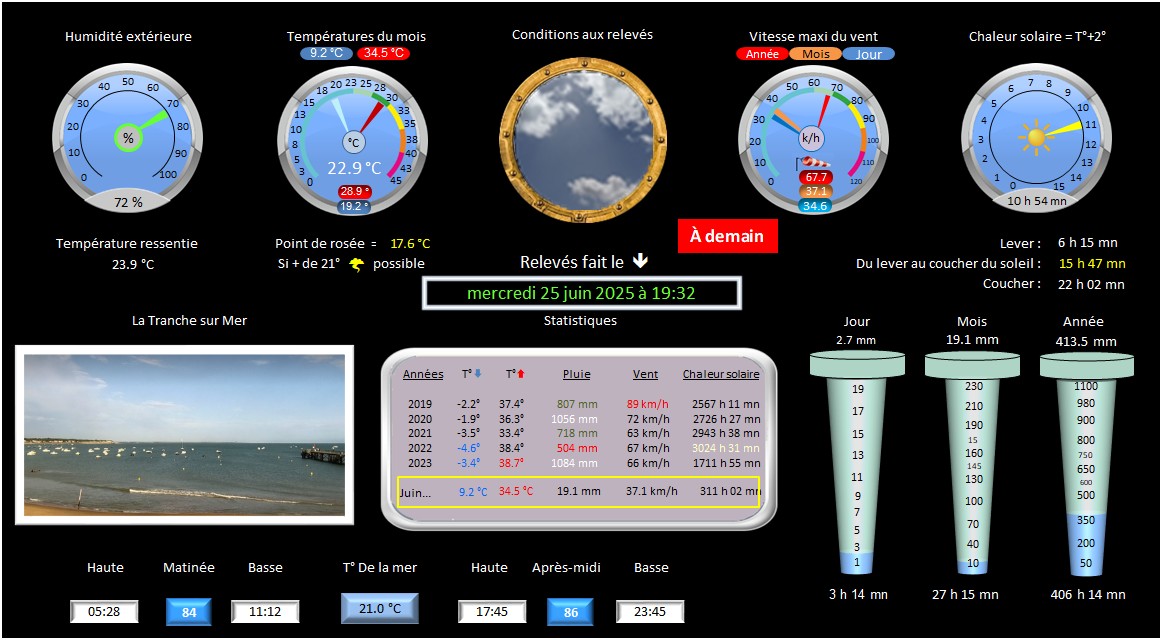 Humidité extérieure
0
10
20
30
40
50
60
70
80
90
100
%
72 %
Températures du mois
9.2 °C 34.5 °C
0
3
5
8
10
13
15
18
20
23
25
28
30
33
35
38
40
43
45
°C
22.9 °C
28.9 °
19.2 °
Conditions aux relevés
Vitesse maxi du vent
Année Mois Jour
0
10
20
30
40
50
60
70
80
90
100
110
120
k/h
67.7
37.1
34.6
Chaleur solaire = T°+2°
0
1
2
3
4
5
6
7
8
9
10
11
12
13
14
15
10 h 54 mn
Température ressentie
23.9 °C
Point de rosée = 17.6 °C
Si + de 21° possible
À demain
Relevés fait le
mercredi 25 juin 2025 à 19:32
Lever : 6 h 15 mn
Du lever au coucher du soleil : 15 h 47 mn
Coucher : 22 h 02 mn
La Tranche sur Mer
Statistiques
Années T° T° Pluie Vent Chaleur solaire
2019 -2.2° 37.4° 807 mm 89 km/h 2567 h 11 mn
2020 -1.9° 36.3° 1056 mm 72 km/h 2726 h 27 mn
2021 -3.5° 33.4° 718 mm 63 km/h 2943 h 38 mn
2022 -4.6° 38.4° 504 mm 67 km/h 3024 h 31 mn
2023 -3.4° 38.7° 1084 mm 66 km/h 1711 h 55 mn
Juin... 9.2 °C 34.5 °C 19.1 mm 37.1 km/h 311 h 02 mn
Jour
2.7 mm
19
17
15
13
11
9
7
5
3
1
3 h 14 mn
Mois
19.1 mm
230
210
190
15
160
145
130
100
70
40
10
27 h 15 mn
Année
413.5 mm
1100
980
900
800
750
650
600
500
350
200
50
406 h 14 mn
Haute Matinée Basse T° De la mer Haute Après-midi Basse
05:28 84 11:12 21.0 °C 17:45 86 23:45